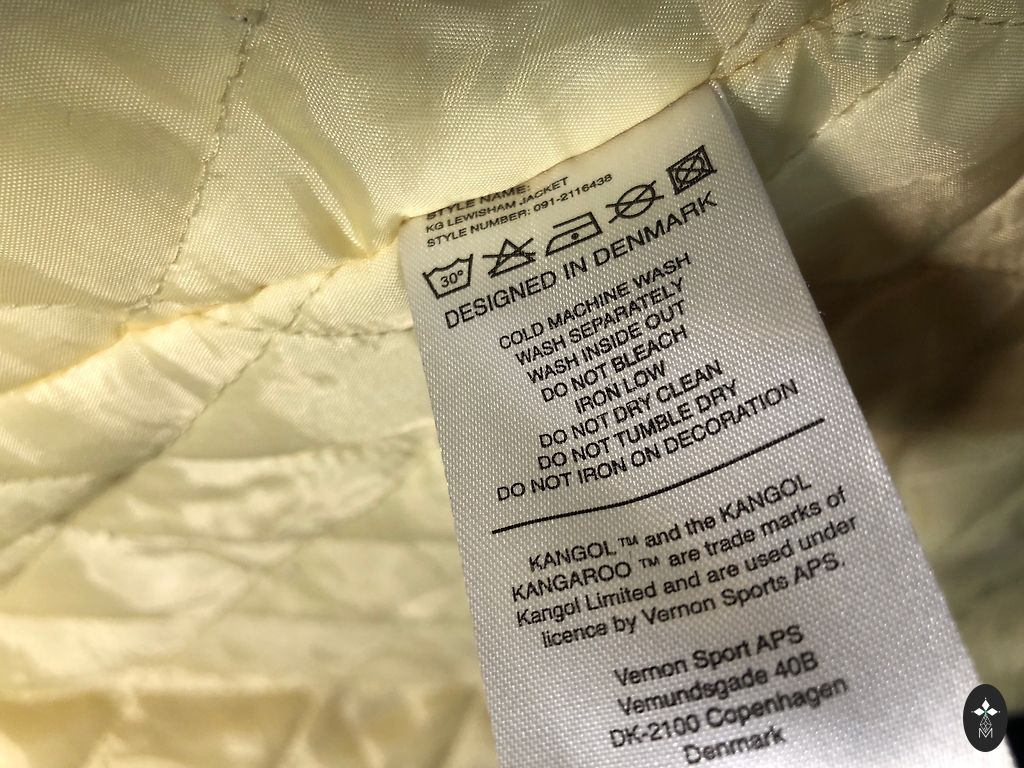 STYLE NAME:
KG LEWISHAM JACKET
STYLE NUMBER: 091-2116438
30°
DESIGNED IN DENMARK
COLD MACHINE WASH
WASH SEPARATELY
WASH INSIDE OUT
DO NOT BLEACH
IRON LOW
DO NOT DRY CLEAN
DO NOT TUMBLE DRY
DO NOT IRON ON DECORATION
KANGOL ™ and the KANGOL
KANGAROO ™ are trade marks of
Kangol Limited and are used under
licence by Vernon Sports APS.
Vernon Sport APS
Vemundsgade 40B
DK-2100 Copenhagen
Denmark
M